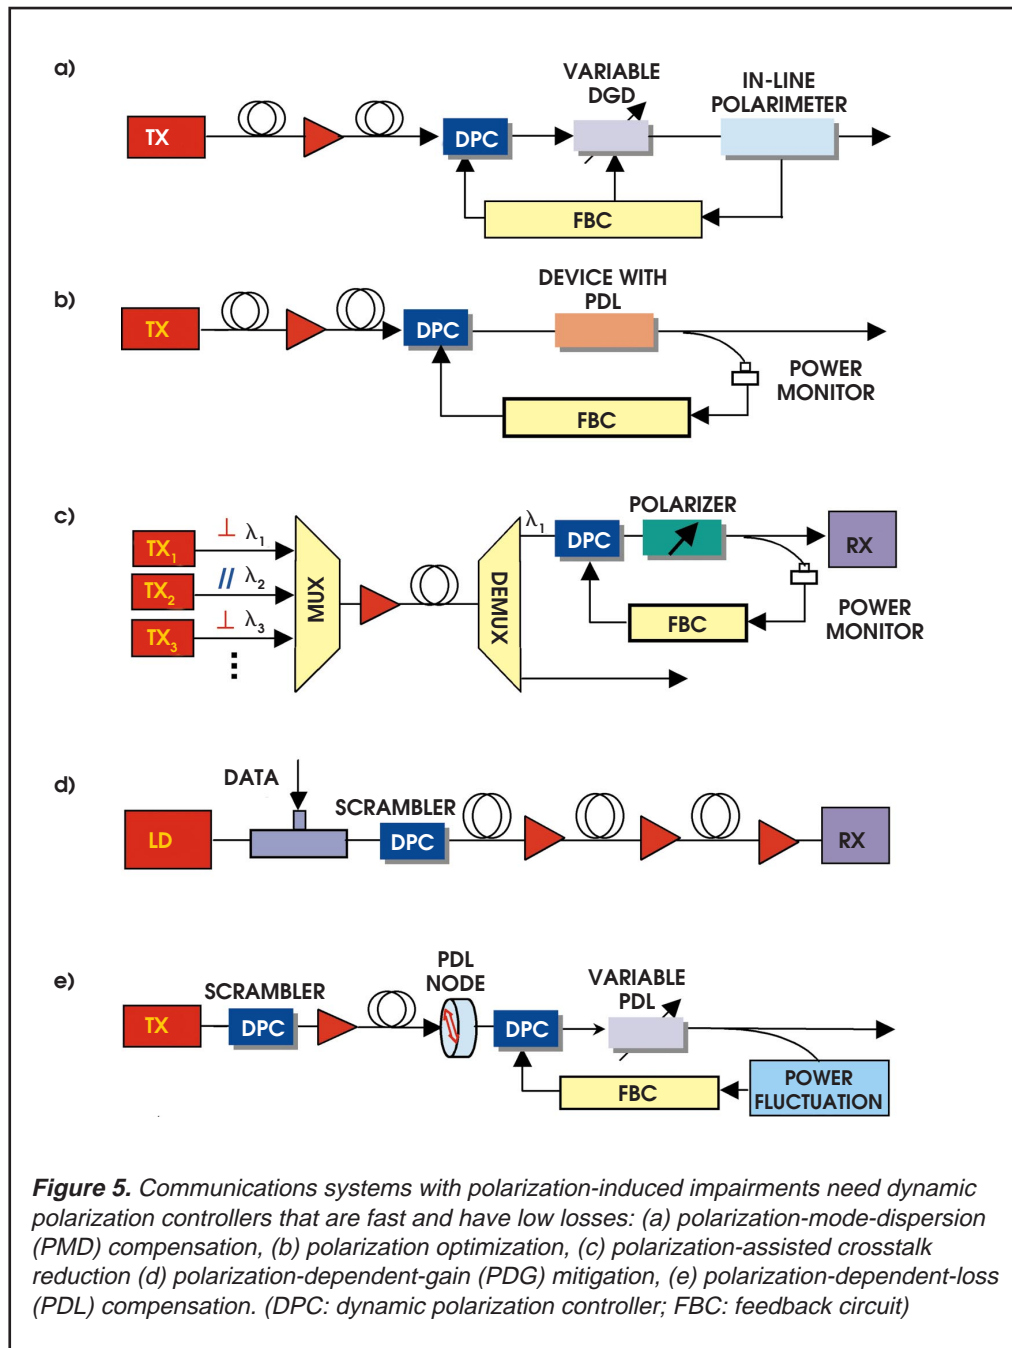 a)
VARIABLE
DGD
IN-LINE
POLARIMETER
TX
DPC
FBC
b)
DEVICE WITH
PDL
TX
DPC
POWER
MONITOR
FBC
c)
TX1
⊥ λ1
TX2
// λ2
TX3
⊥ λ3
MUX
DEMUX
λ1
DPC
POLARIZER
RX
FBC
POWER
MONITOR
d)
DATA
SCRAMBLER
LD
DPC
RX
e)
SCRAMBLER
PDL
NODE
VARIABLE
PDL
TX
DPC
DPC
FBC
POWER
FLUCTUATION
Figure 5. Communications systems with polarization-induced impairments need dynamic
polarization controllers that are fast and have low losses: (a) polarization-mode-dispersion
(PMD) compensation, (b) polarization optimization, (c) polarization-assisted crosstalk
reduction (d) polarization-dependent-gain (PDG) mitigation, (e) polarization-dependent-loss
(PDL) compensation. (DPC: dynamic polarization controller; FBC: feedback circuit)